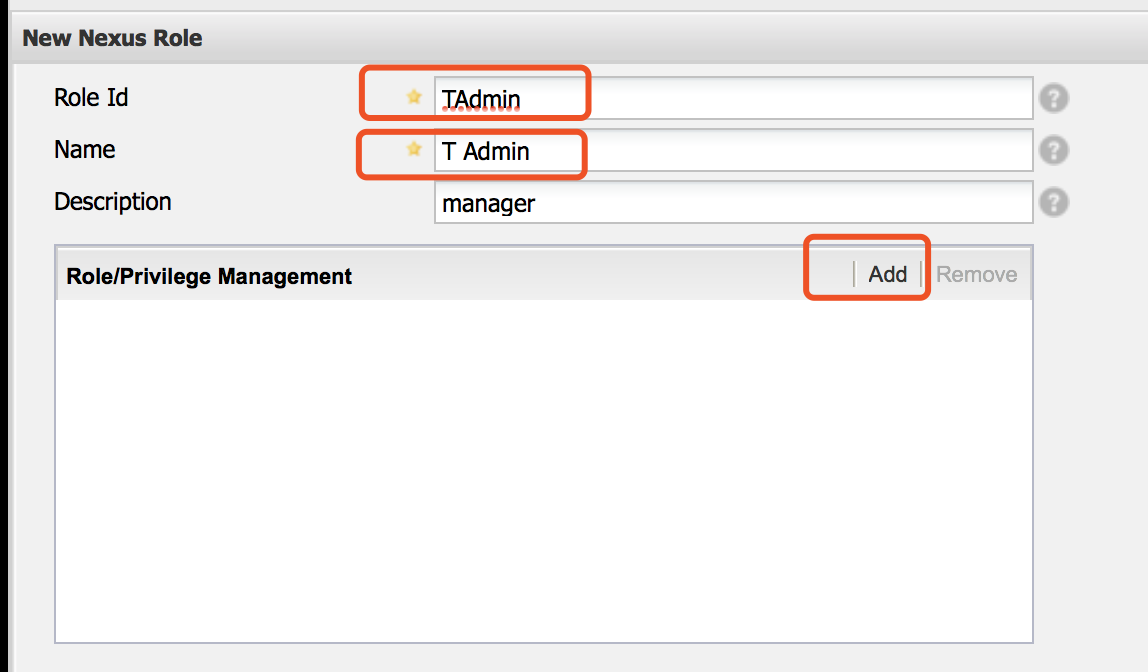 New Nexus Role
Role Id TAdmin ?
Name T Admin ?
Description manager ?
Role/Privilege Management Add Remove